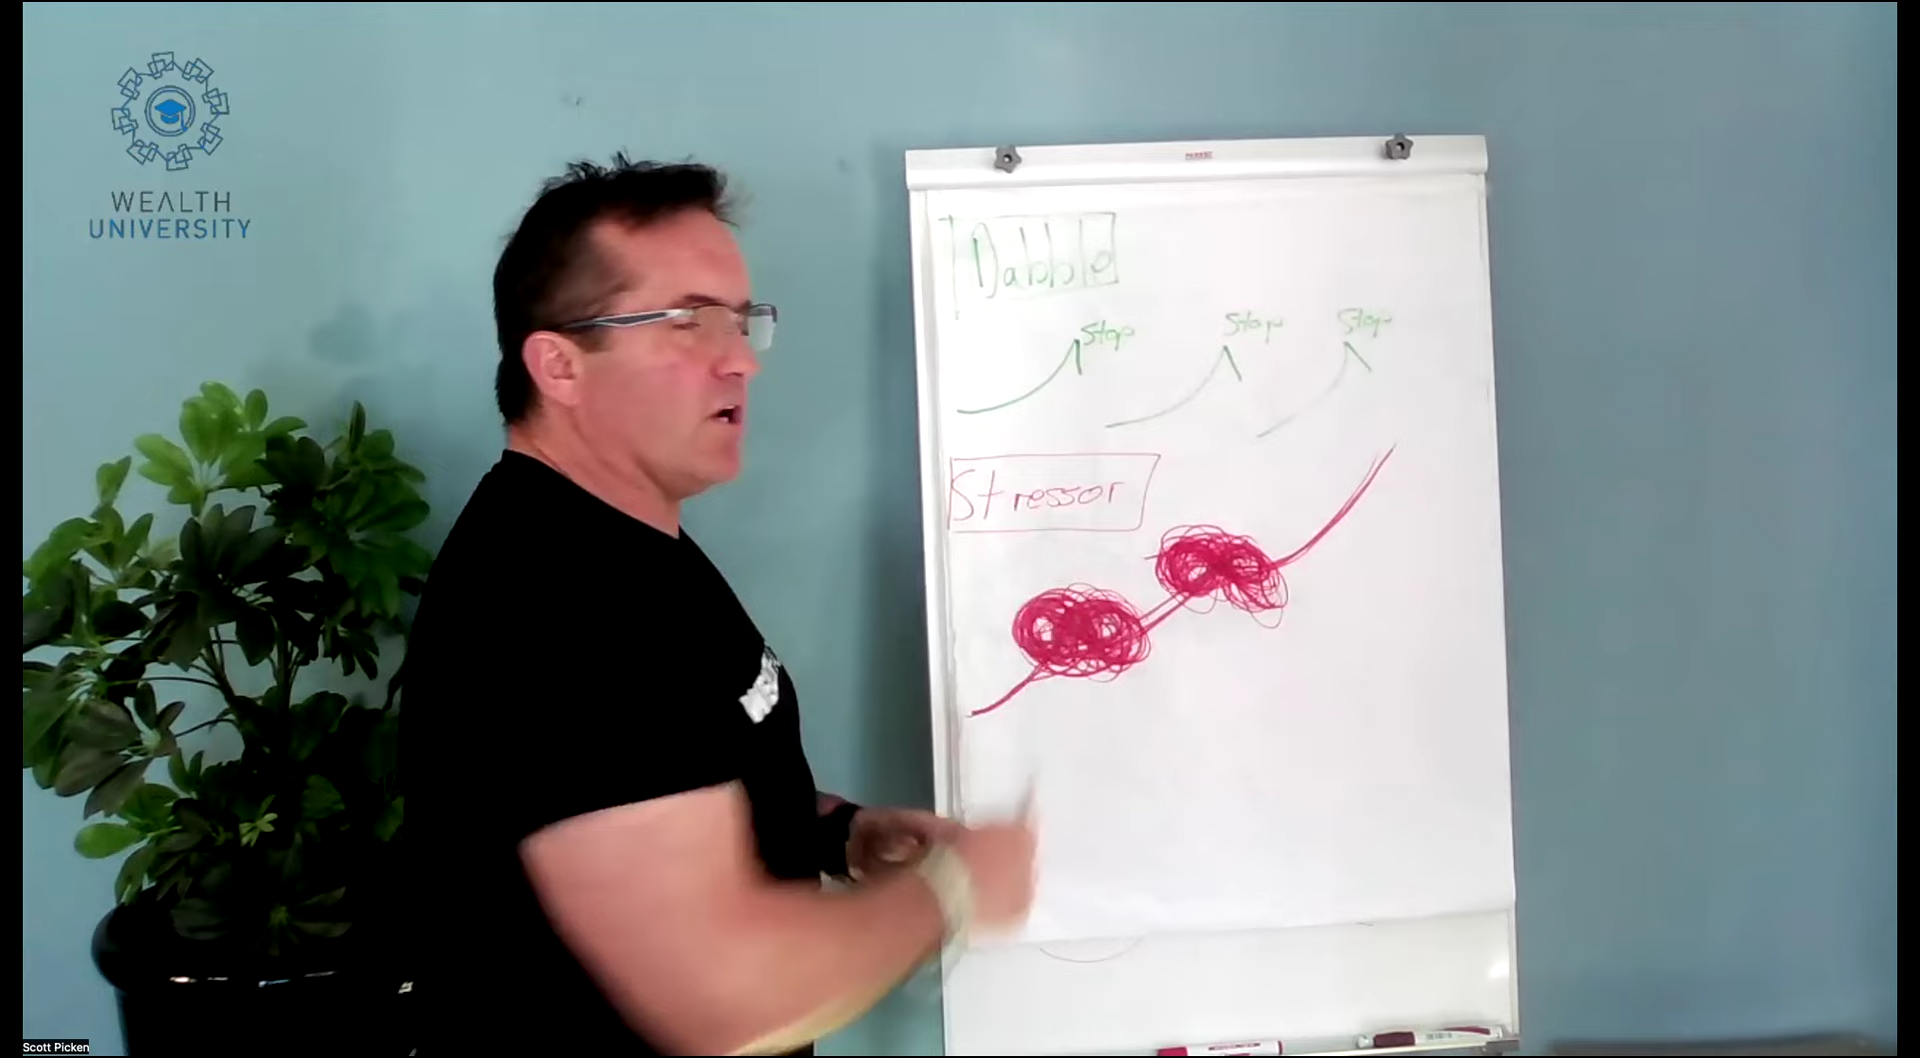 WEALTH
UNIVERSITY
Dabble
Stop Stop Stop
Stressor
Scott Picken